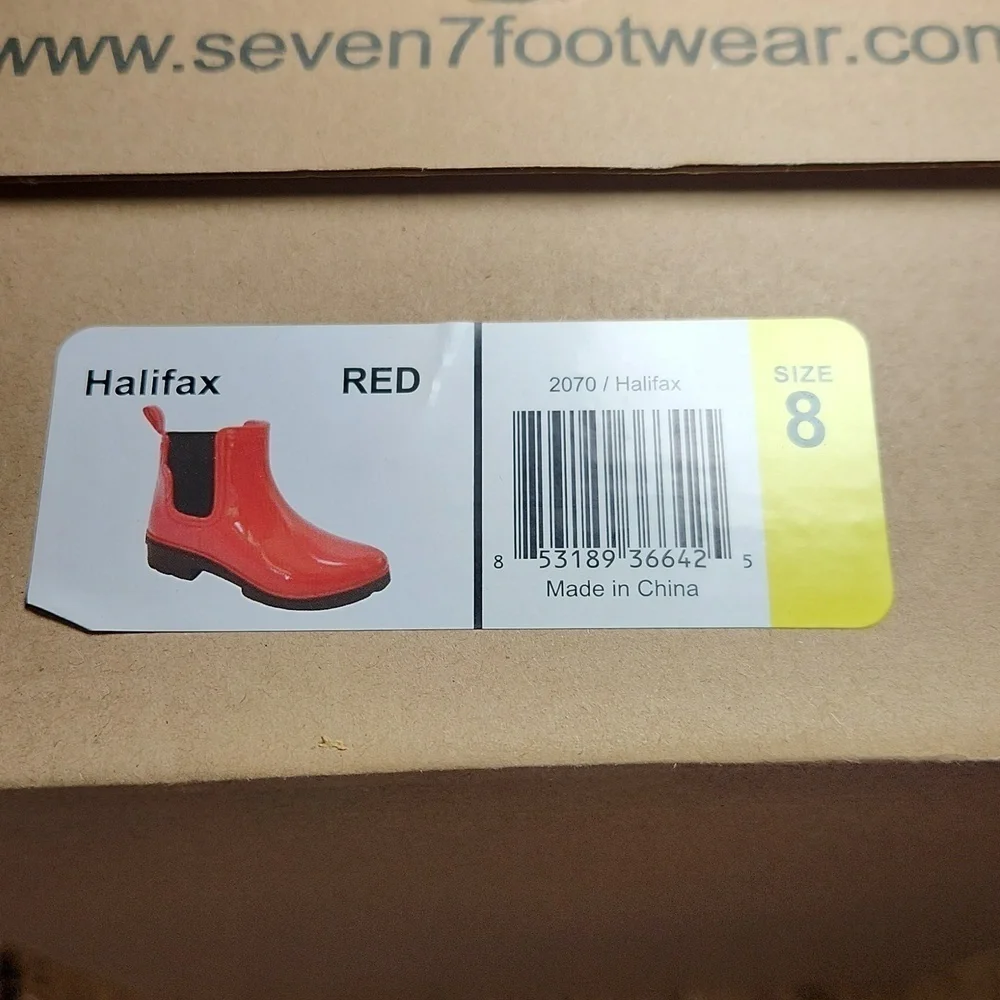 www.seven7footwear.com
Halifax RED
2070 / Halifax
8 53189 36642 5
Made in China
SIZE
8